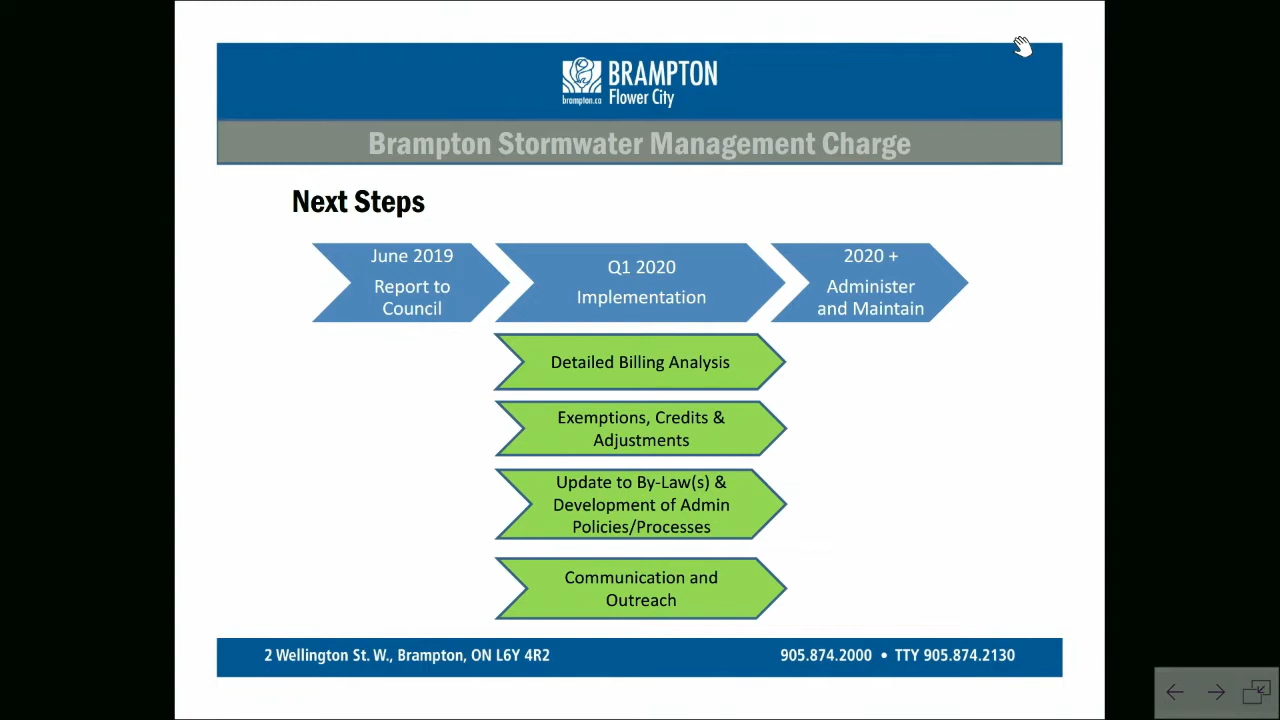 BRAMPTON
brampton.ca
Flower City
Brampton Stormwater Management Charge
Next Steps
June 2019
Report to
Council
Q1 2020
Implementation
2020 +
Administer
and Maintain
Detailed Billing Analysis
Exemptions, Credits &
Adjustments
Update to By-Law(s) &
Development of Admin
Policies/Processes
Communication and
Outreach
2 Wellington St. W., Brampton, ON L6Y 4R2
905.874.2000 • TTY 905.874.2130